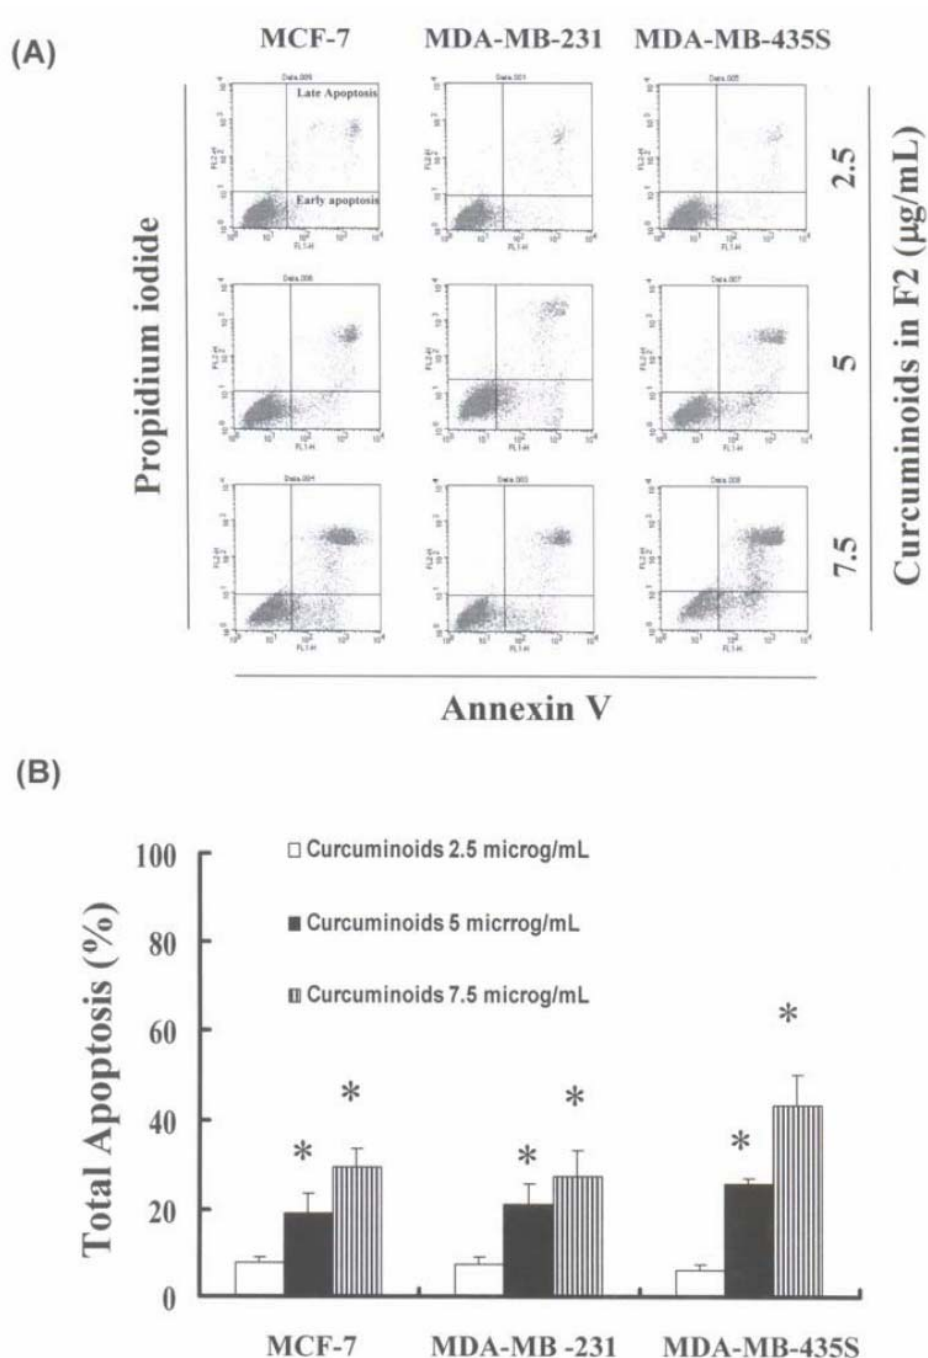 (A)
MCF-7 MDA-MB-231 MDA-MB-435S
Late Apoptosis
Early apoptosis
Propidium iodide
FL1-H
2.5
5
7.5
Curcuminoids in F2 (μg/mL)
Annexin V
(B)
Total Apoptosis (%)
100
80
60
40
20
0
Curcuminoids 2.5 microg/mL
Curcuminoids 5 micrrog/mL
Curcuminoids 7.5 microg/mL
* * * * * *
MCF-7 MDA-MB -231 MDA-MB-435S